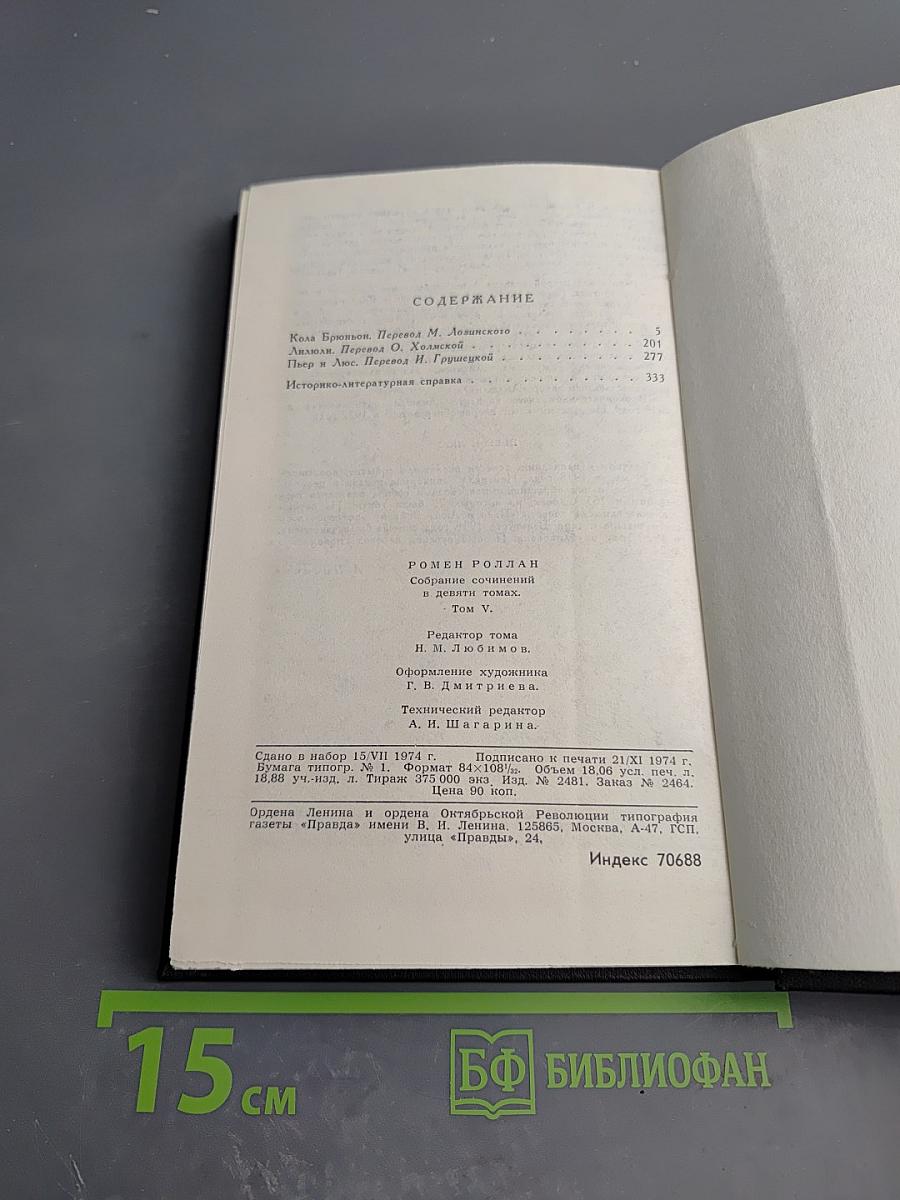 СОДЕРЖАНИЕ
Кола Брюньон. Перевод М. Лозинского . . . . . . . . 5
Лилюли. Перевод О. Холмской . . . . . . . . . . . 201
Пьер и Люс. Перевод И. Грушецкой . . . . . . . . . 277
Историко-литературная справка . . . . . . . . . . . 333
РОМЕН РОЛЛАН
Собрание сочинений
в девяти томах.
Том V.
Редактор тома
Н. М. Любимов.
Оформление художника
Г. В. Дмитриева.
Технический редактор
А. И. Шагарина.
Сдано в набор 15/VII 1974 г. Подписано к печати 21/XI 1974 г.
Бумага типогр. № 1. Формат 84×108¹/₃₂. Объем 18,06 усл. печ. л.
18,88 уч.-изд. л. Тираж 375 000 экз. Изд. № 2481. Заказ № 2464.
Цена 90 коп.
Ордена Ленина и ордена Октябрьской Революции типография
газеты «Правда» имени В. И. Ленина. 125865, Москва, А-47, ГСП,
улица «Правды», 24,
Индекс 70688
15 см
БФ БИБЛИОФАН